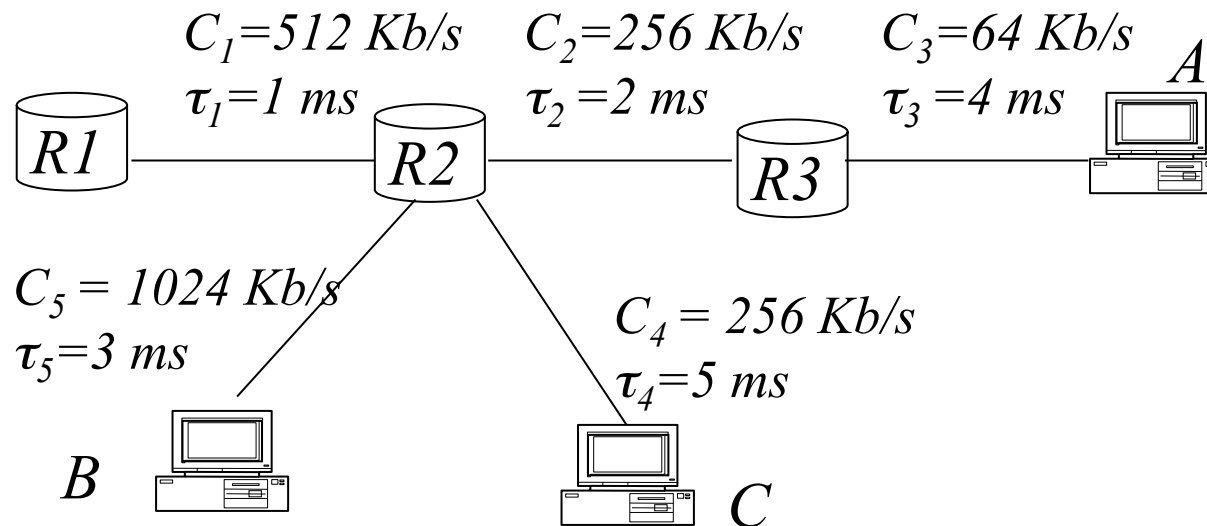 C₁=512 Kb/s
τ₁=1 ms
C₂=256 Kb/s
τ₂=2 ms
C₃=64 Kb/s
τ₃=4 ms
A
R1
R2
R3
C₅ = 1024 Kb/s
τ₅=3 ms
C₄ = 256 Kb/s
τ₄=5 ms
B
C